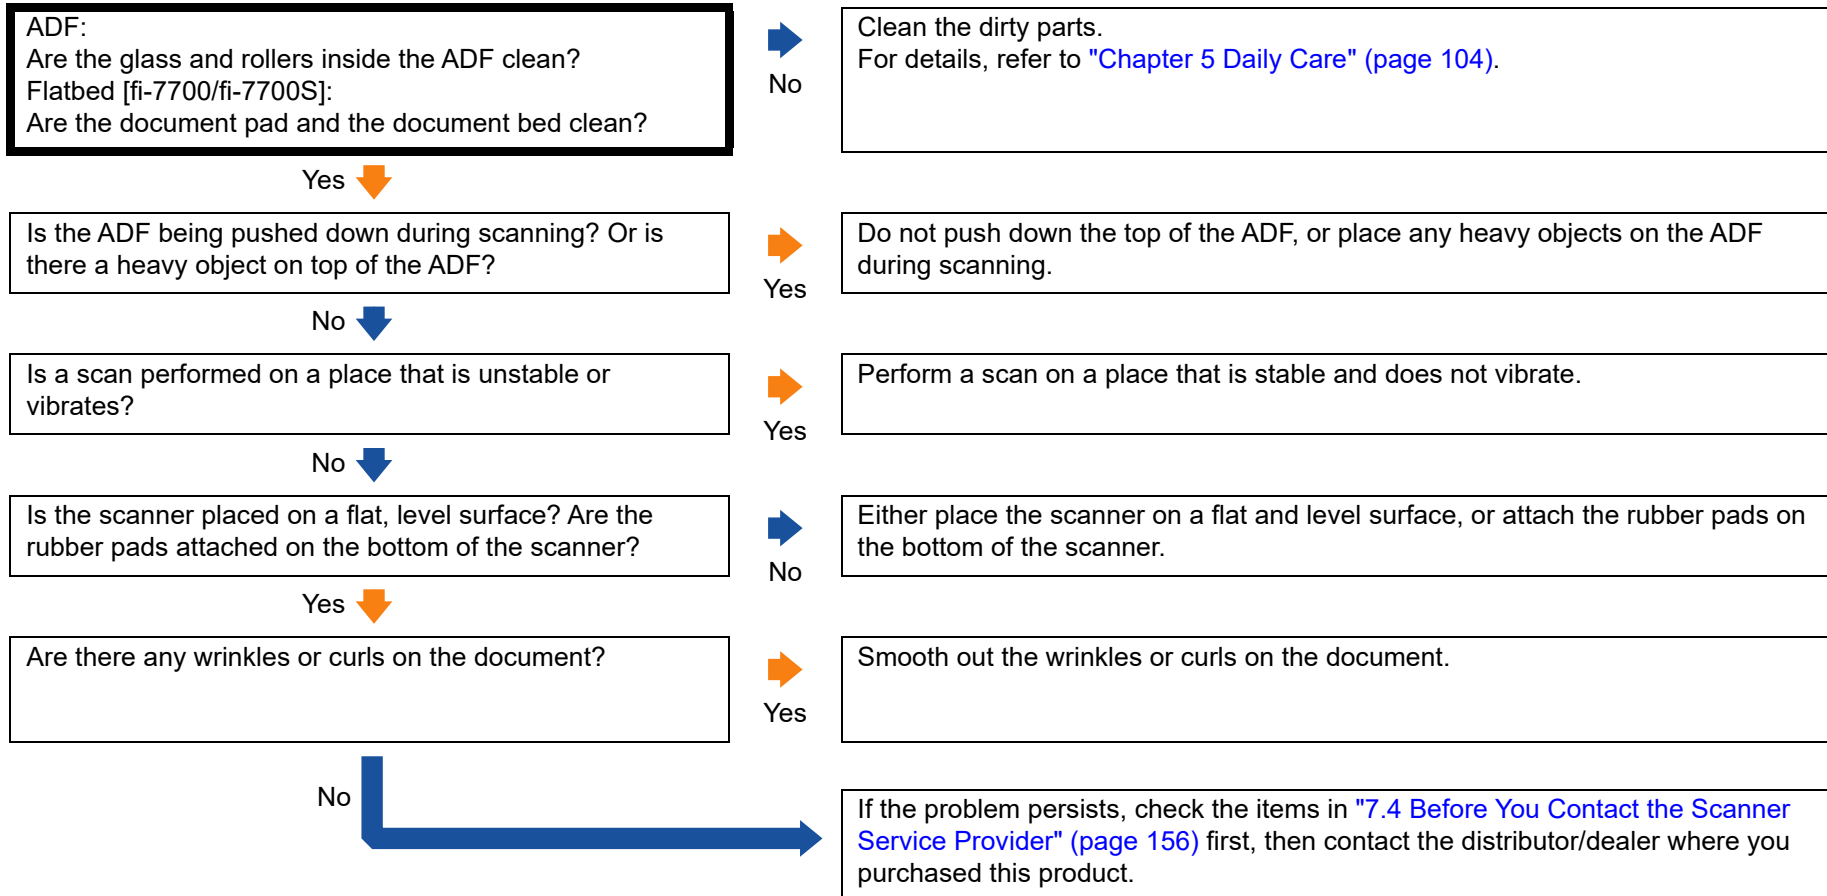 ADF:
Are the glass and rollers inside the ADF clean?
Flatbed [fi-7700/fi-7700S]:
Are the document pad and the document bed clean?
No
Clean the dirty parts.
For details, refer to "Chapter 5 Daily Care" (page 104).
Yes
Is the ADF being pushed down during scanning? Or is
there a heavy object on top of the ADF?
Yes
Do not push down the top of the ADF, or place any heavy objects on the ADF
during scanning.
No
Is a scan performed on a place that is unstable or
vibrates?
Yes
Perform a scan on a place that is stable and does not vibrate.
No
Is the scanner placed on a flat, level surface? Are the
rubber pads attached on the bottom of the scanner?
No
Either place the scanner on a flat and level surface, or attach the rubber pads on
the bottom of the scanner.
Yes
Are there any wrinkles or curls on the document?
Yes
Smooth out the wrinkles or curls on the document.
No
If the problem persists, check the items in "7.4 Before You Contact the Scanner
Service Provider" (page 156) first, then contact the distributor/dealer where you
purchased this product.